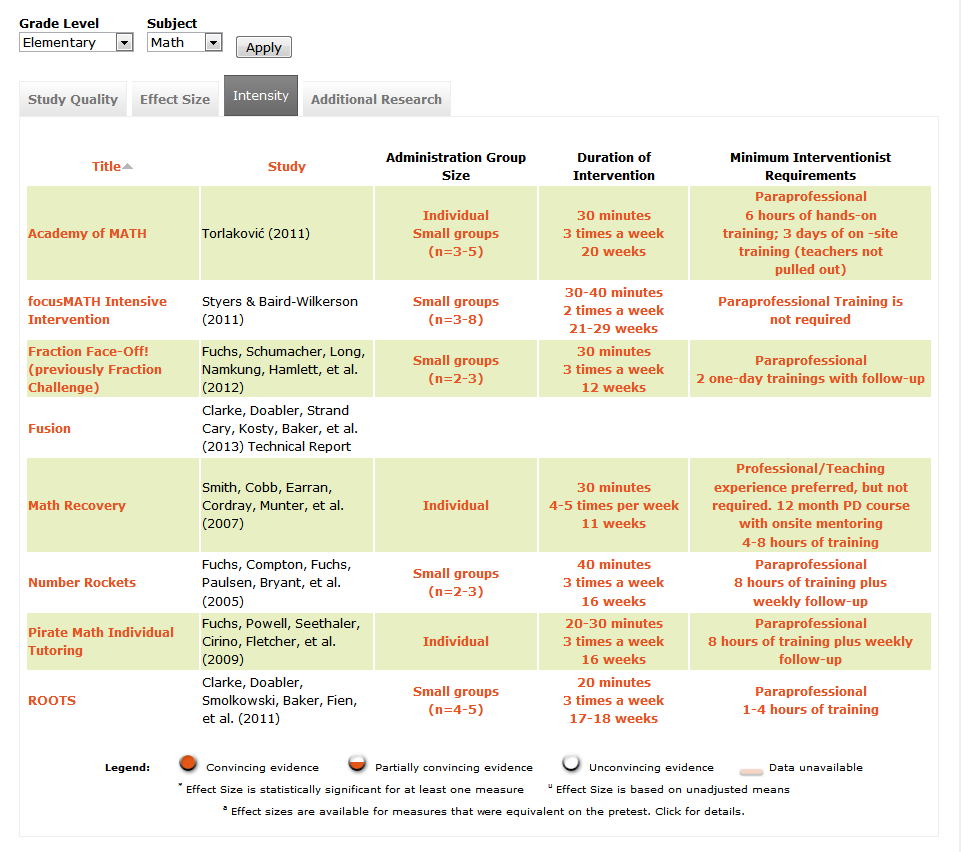 Grade Level Subject
Elementary Math Apply
Study Quality Effect Size Intensity Additional Research
Title Study Administration Group Size Duration of Intervention Minimum Interventionist Requirements
Academy of MATH
Torlaković (2011)
Individual
Small groups
(n=3-5)
30 minutes
3 times a week
20 weeks
Paraprofessional
6 hours of hands-on
training; 3 days of on -site
training (teachers not
pulled out)
focusMATH Intensive
Intervention
Styers & Baird-Wilkerson
(2011)
Small groups
(n=3-8)
30-40 minutes
2 times a week
21-29 weeks
Paraprofessional Training is
not required
Fraction Face-Off!
(previously Fraction
Challenge)
Fuchs, Schumacher, Long,
Namkung, Hamlett, et al.
(2012)
Small groups
(n=2-3)
30 minutes
3 times a week
12 weeks
Paraprofessional
2 one-day trainings with follow-up
Fusion
Clarke, Doabler, Strand
Cary, Kosty, Baker, et al.
(2013) Technical Report
Math Recovery
Smith, Cobb, Earran,
Cordray, Munter, et al.
(2007)
Individual
30 minutes
4-5 times per week
11 weeks
Professional/Teaching
experience preferred, but not
required. 12 month PD course
with onsite mentoring
4-8 hours of training
Number Rockets
Fuchs, Compton, Fuchs,
Paulsen, Bryant, et al.
(2005)
Small groups
(n=2-3)
40 minutes
3 times a week
16 weeks
Paraprofessional
8 hours of training plus
weekly follow-up
Pirate Math Individual
Tutoring
Fuchs, Powell, Seethaler,
Cirino, Fletcher, et al.
(2009)
Individual
20-30 minutes
3 times a week
16 weeks
Paraprofessional
8 hours of training plus weekly
follow-up
ROOTS
Clarke, Doabler,
Smolkowski, Baker, Fien,
et al. (2011)
Small groups
(n=4-5)
20 minutes
3 times a week
17-18 weeks
Paraprofessional
1-4 hours of training
Legend: Convincing evidence Partially convincing evidence Unconvincing evidence Data unavailable
* Effect Size is statistically significant for at least one measure u Effect Size is based on unadjusted means
a Effect sizes are available for measures that were equivalent on the pretest. Click for details.